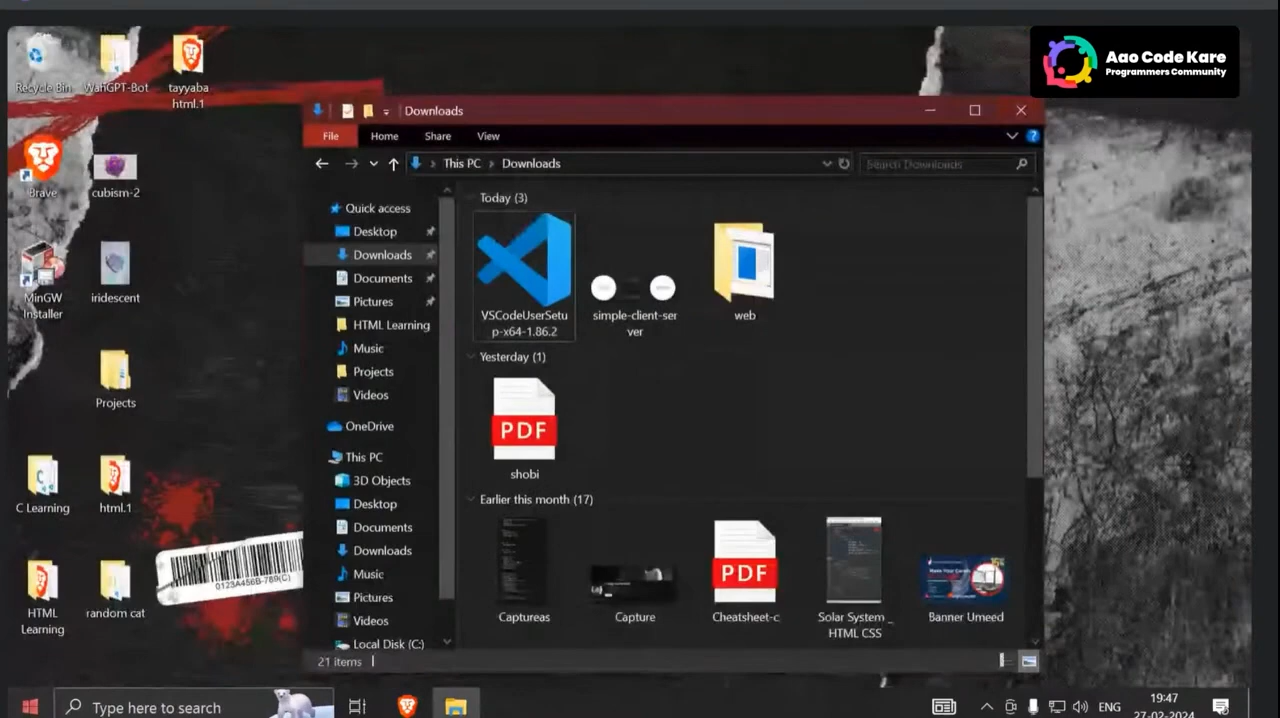 Aao Code Kare
Programmers Community
Recycle Bin
WahGPT-Bot
tayyaba
html.1
Brave
cubism-2
MinGW
Installer
iridescent
Projects
C Learning
html.1
HTML
Learning
random cat
0123A456B-789(C)
Downloads
File
Home
Share
View
This PC
Downloads
Search Downloads
Quick access
Desktop
Downloads
Documents
Pictures
HTML Learning
Music
Projects
Videos
OneDrive
This PC
3D Objects
Desktop
Documents
Downloads
Music
Pictures
Videos
Local Disk (C:)
Today (3)
VSCodeUserSetu
p-x64-1.86.2
simple-client-ser
ver
web
Yesterday (1)
PDF
shobi
Earlier this month (17)
Captureas
Capture
PDF
Cheatsheet-c
Solar System _
HTML CSS
Banner Umeed
21 items
Type here to search
ENG
19:47
27-02-2024